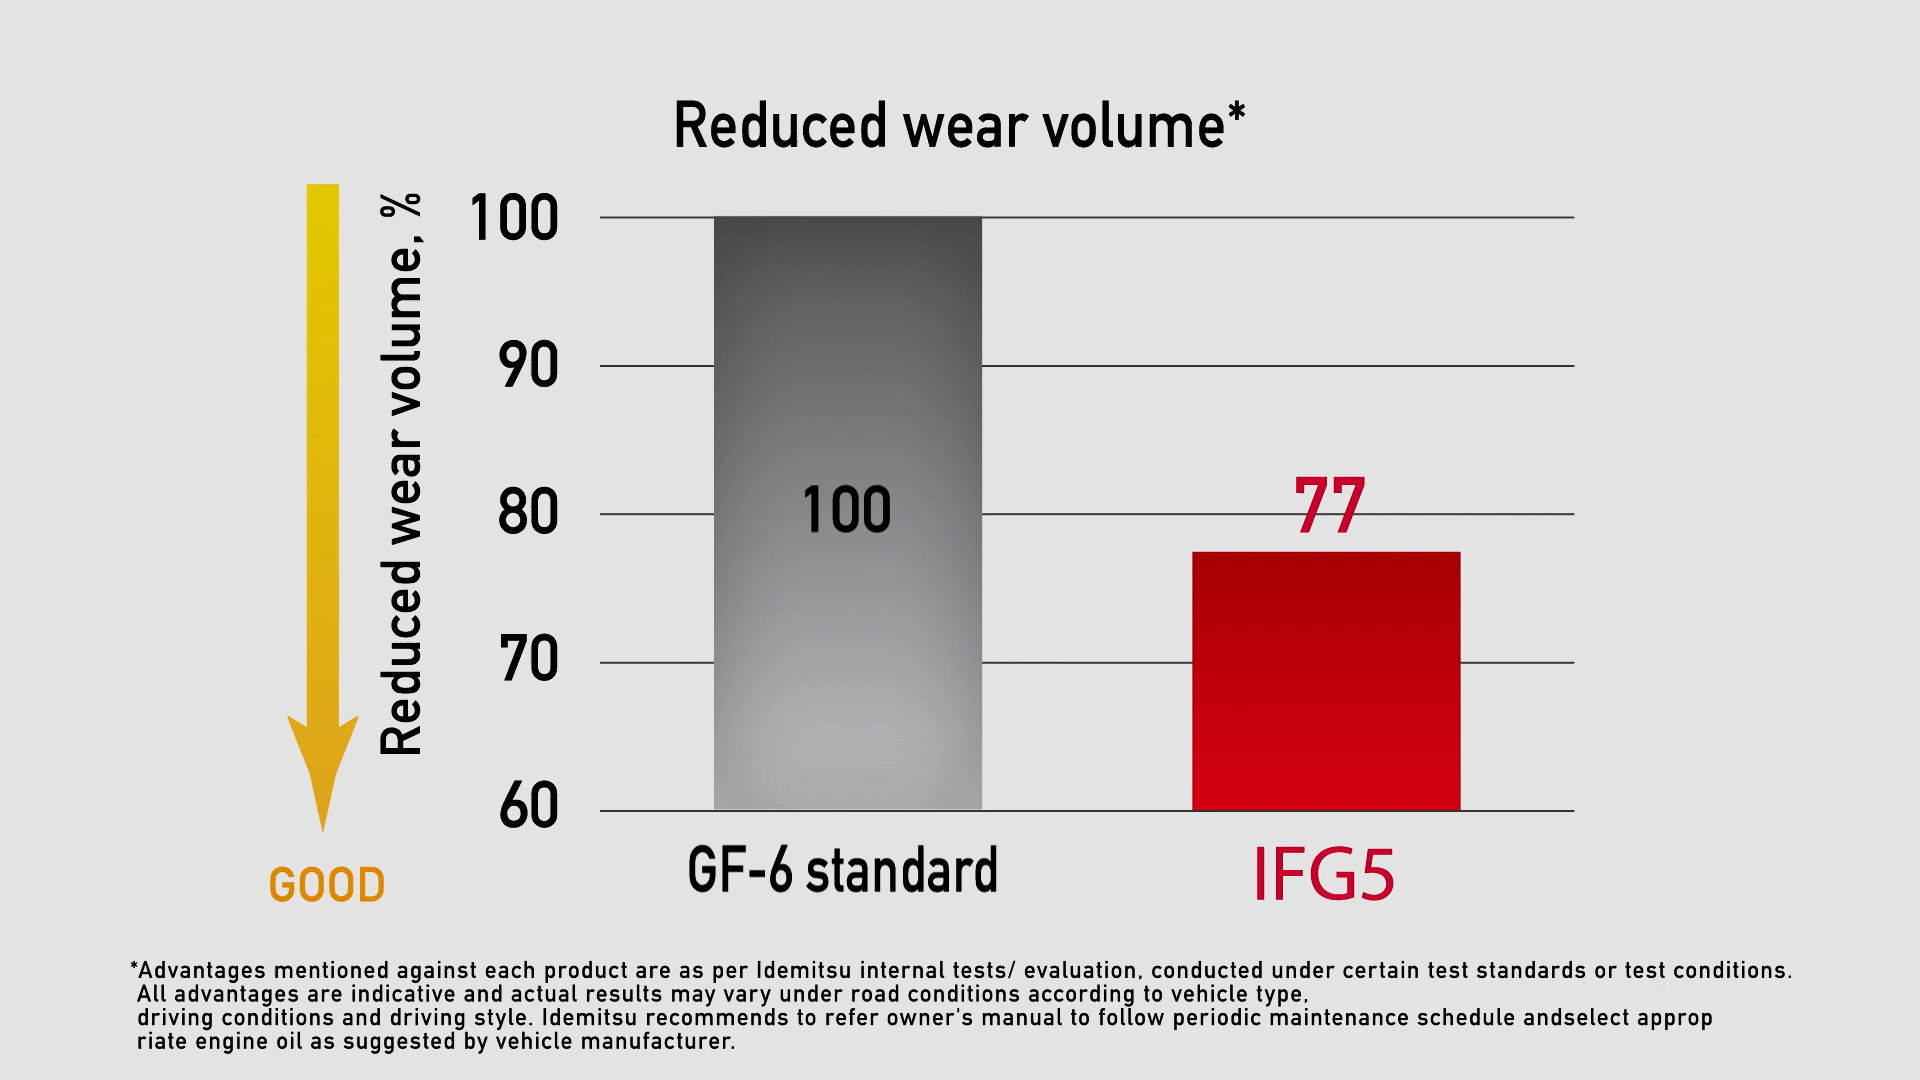 Reduced wear volume*
Reduced wear volume, %
100
90
80
70
60
100
77
GF-6 standard
IFG5
GOOD
*Advantages mentioned against each product are as per Idemitsu internal tests/ evaluation, conducted under certain test standards or test conditions.
All advantages are indicative and actual results may vary under road conditions according to vehicle type,
driving conditions and driving style. Idemitsu recommends to refer owner's manual to follow periodic maintenance schedule andselect approp
riate engine oil as suggested by vehicle manufacturer.